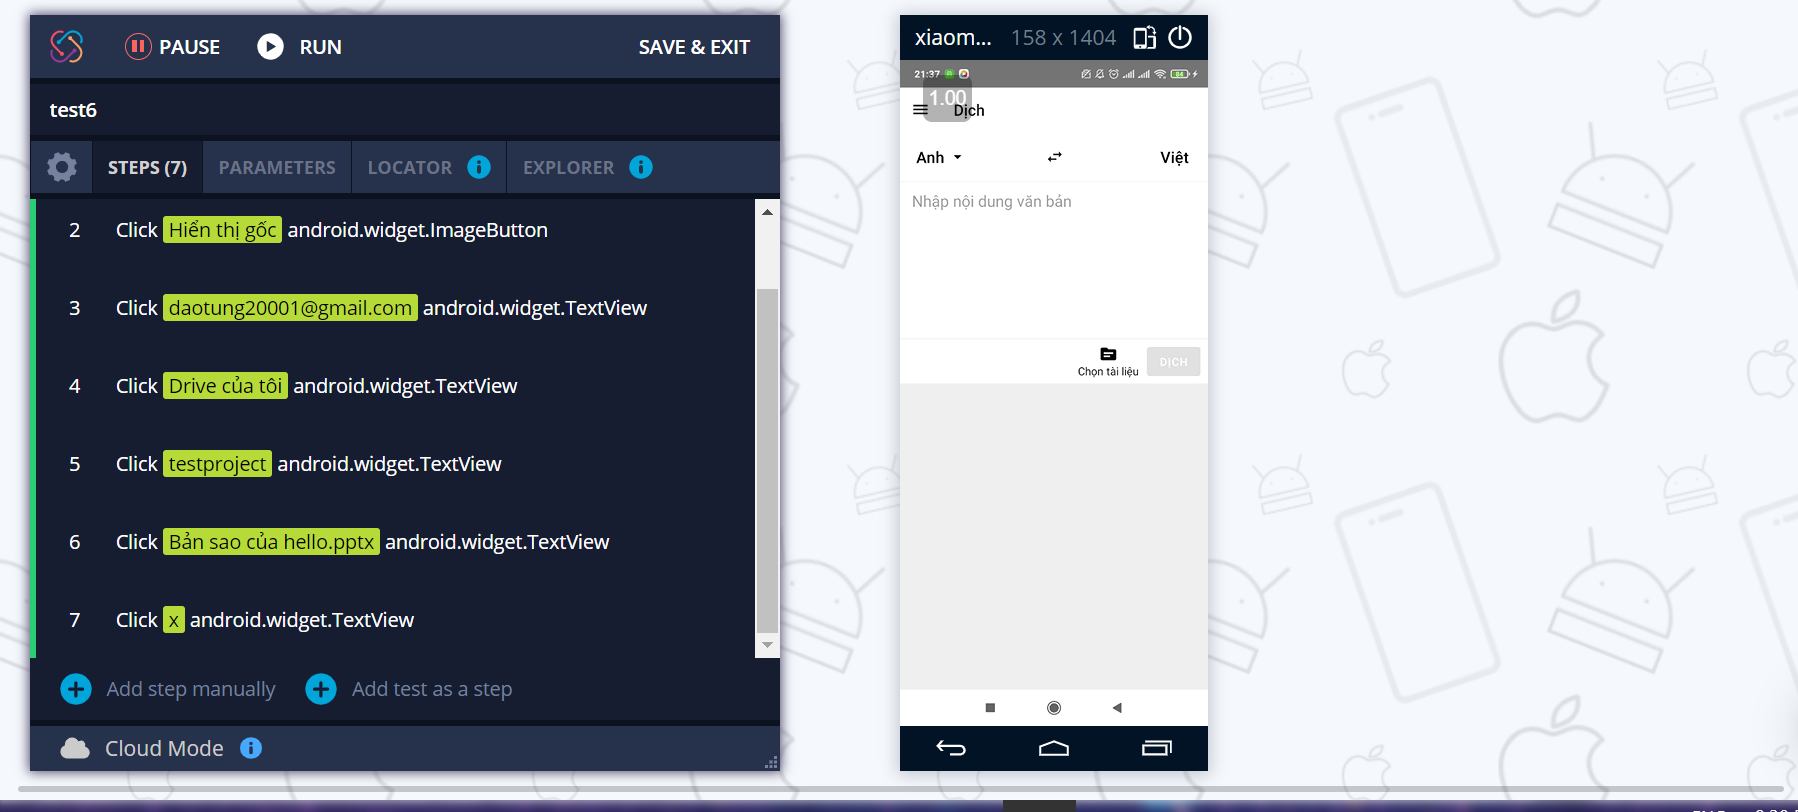 PAUSE RUN SAVE & EXIT
test6
STEPS (7) PARAMETERS LOCATOR i EXPLORER i
2 Click Hiển thị gốc android.widget.ImageButton
3 Click daotung20001@gmail.com android.widget.TextView
4 Click Drive của tôi android.widget.TextView
5 Click testproject android.widget.TextView
6 Click Bản sao của hello.pptx android.widget.TextView
7 Click x android.widget.TextView
Add step manually Add test as a step
Cloud Mode i
xiaom... 158 x 1404
21:37 84
1.00
Dịch
Anh Việt
Nhập nội dung văn bản
Chọn tài liệu DỊCH